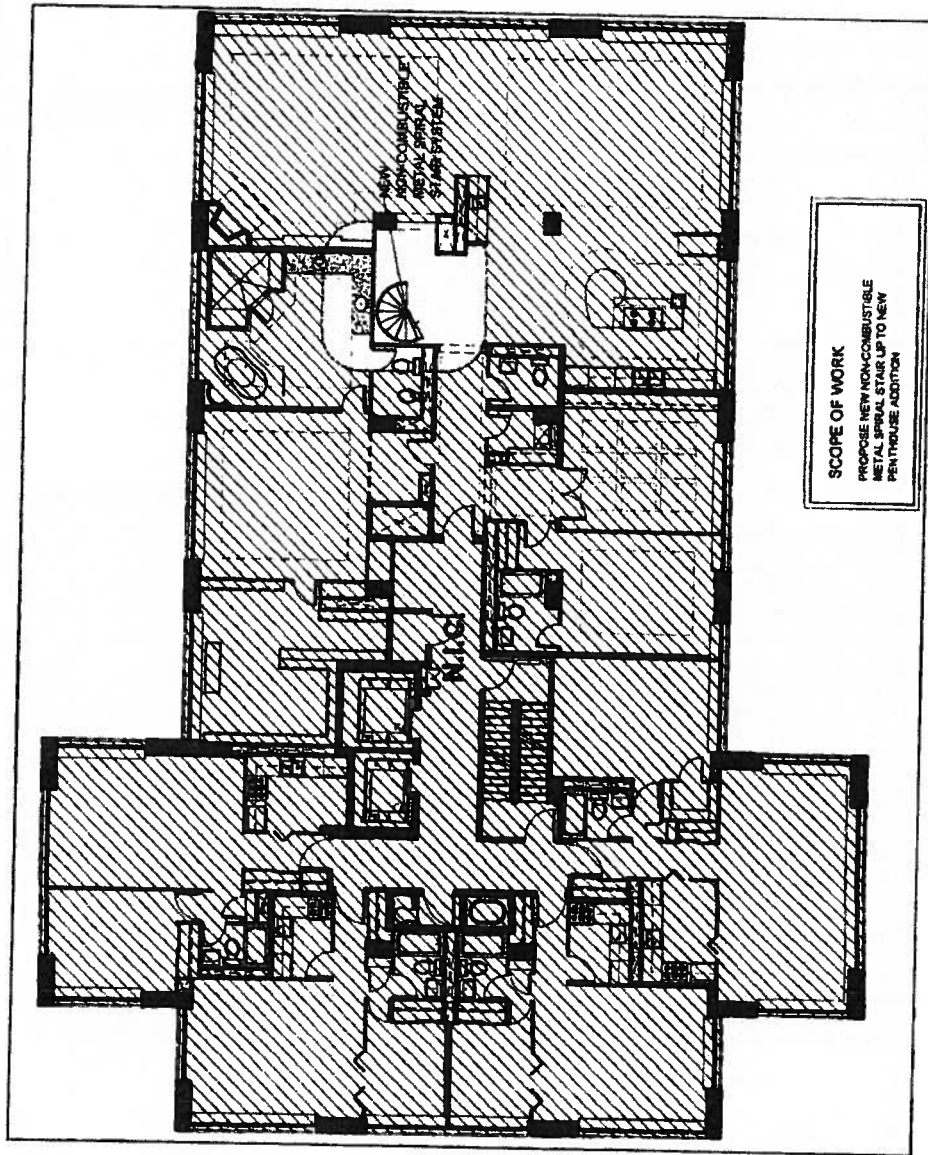 NEW
NON-COMBUSTIBLE
METAL SPIRAL
STAIR SYSTEM
N.I.C.
SCOPE OF WORK
PROPOSE NEW NON-COMBUSTIBLE
METAL SPIRAL STAIR UP TO NEW
PENTHOUSE ADDITION